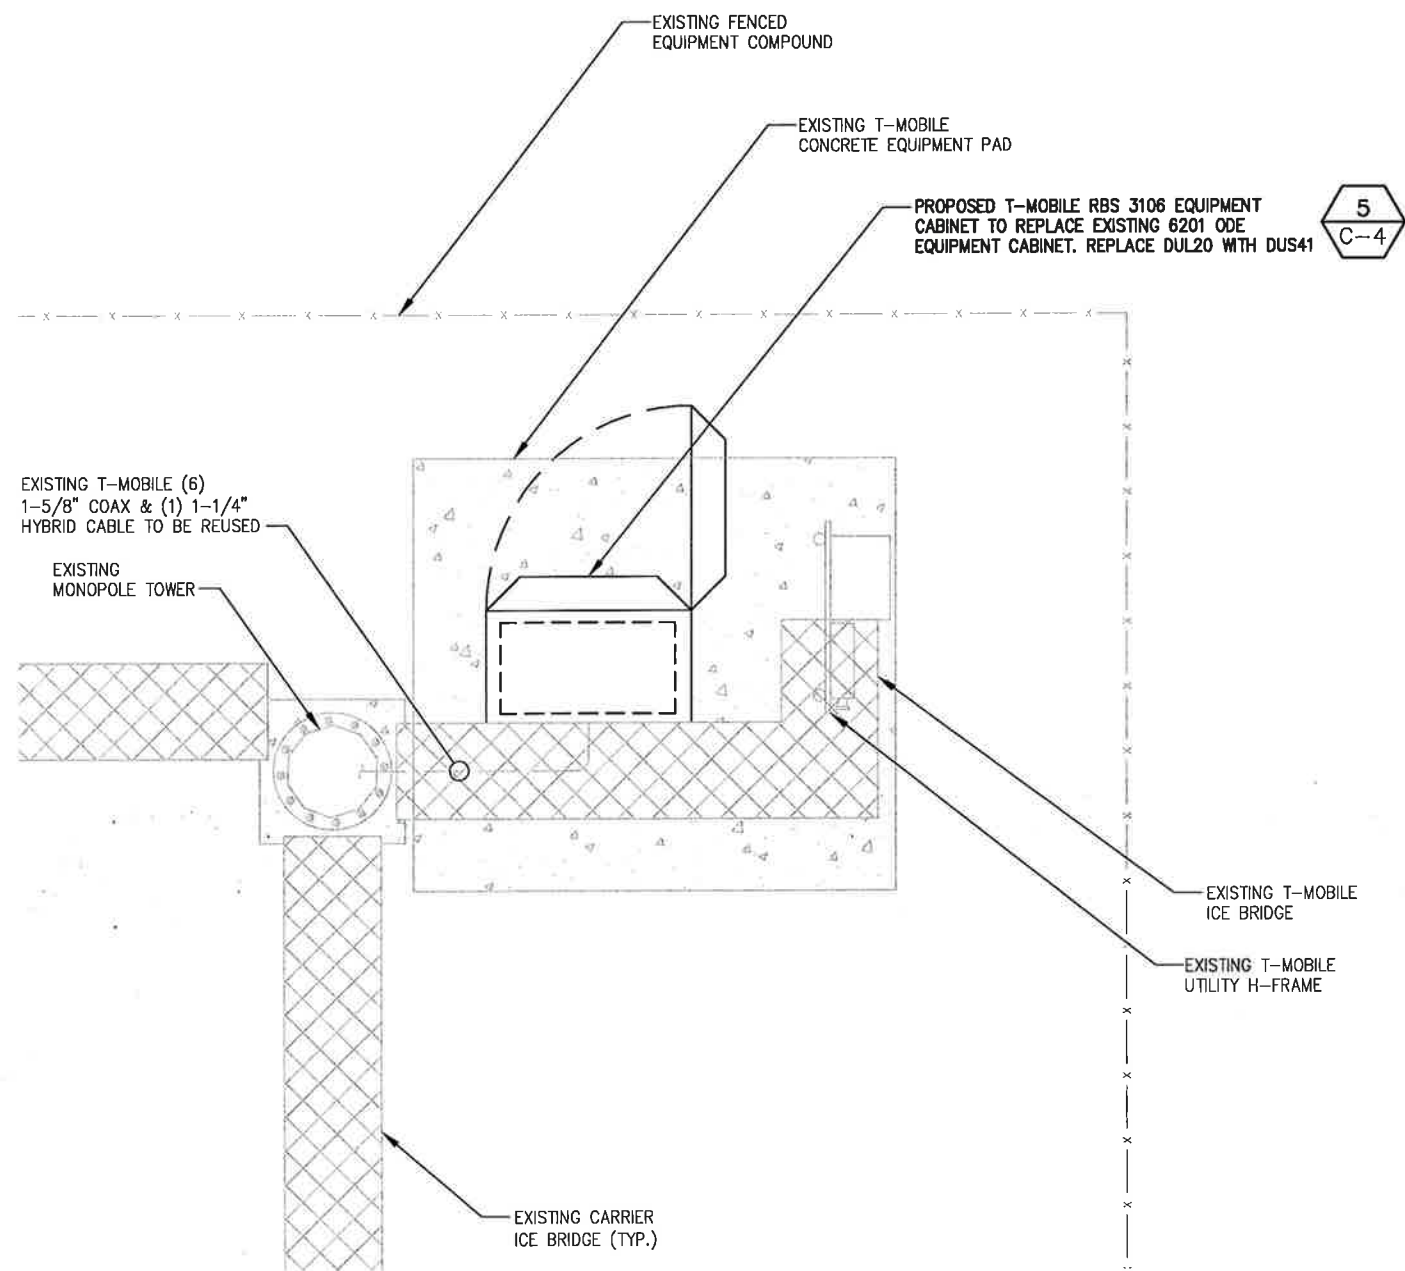 EXISTING FENCED
EQUIPMENT COMPOUND
EXISTING T-MOBILE
CONCRETE EQUIPMENT PAD
PROPOSED T-MOBILE RBS 3106 EQUIPMENT
CABINET TO REPLACE EXISTING 6201 ODE
EQUIPMENT CABINET. REPLACE DUL20 WITH DUS41
5
C-4
EXISTING T-MOBILE (6)
1-5/8" COAX & (1) 1-1/4"
HYBRID CABLE TO BE REUSED
EXISTING
MONOPOLE TOWER
EXISTING T-MOBILE
ICE BRIDGE
EXISTING T-MOBILE
UTILITY H-FRAME
EXISTING CARRIER
ICE BRIDGE (TYP.)